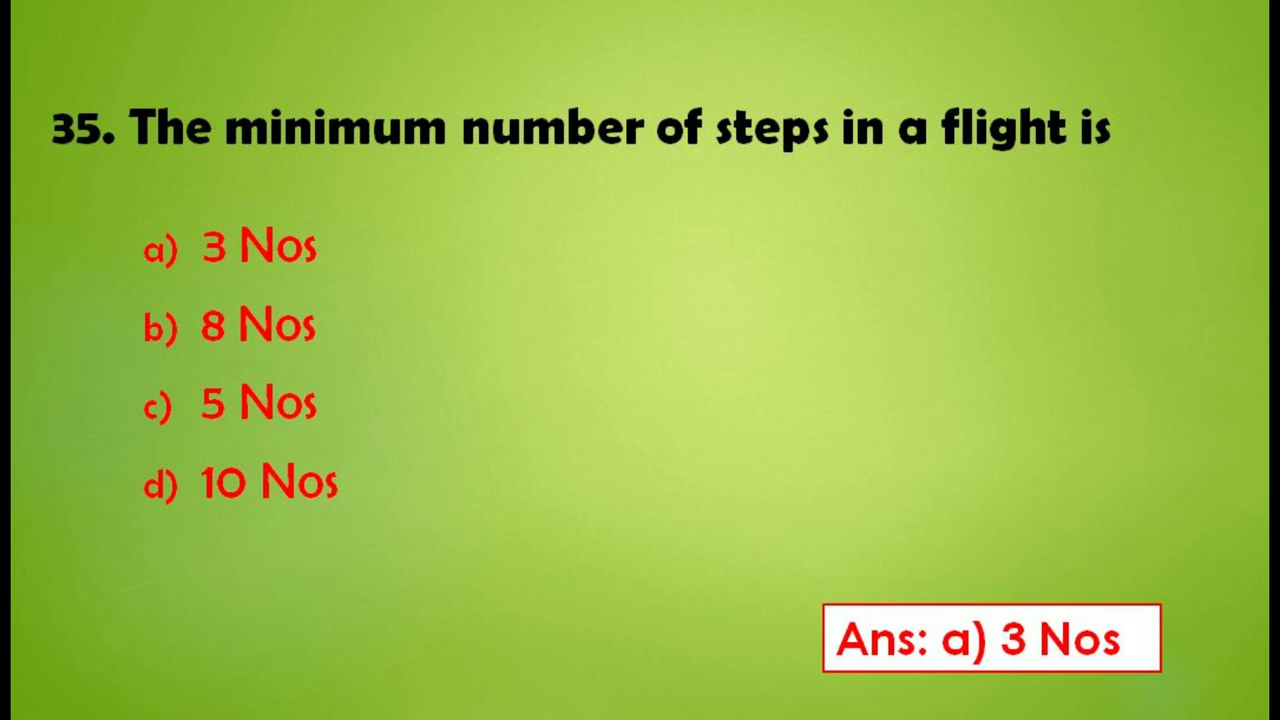 35. The minimum number of steps in a flight is
a) 3 Nos
b) 8 Nos
c) 5 Nos
d) 10 Nos
Ans: a) 3 Nos